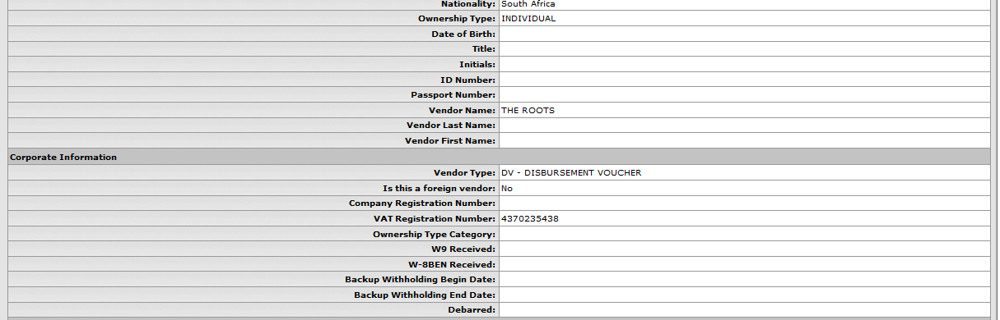 Nationality: South Africa
Ownership Type: INDIVIDUAL
Date of Birth:
Title:
Initials:
ID Number:
Passport Number:
Vendor Name: THE ROOTS
Vendor Last Name:
Vendor First Name:
Corporate Information
Vendor Type: DV - DISBURSEMENT VOUCHER
Is this a foreign vendor: No
Company Registration Number:
VAT Registration Number: 4370235438
Ownership Type Category:
W9 Received:
W-8BEN Received:
Backup Withholding Begin Date:
Backup Withholding End Date:
Debarred: